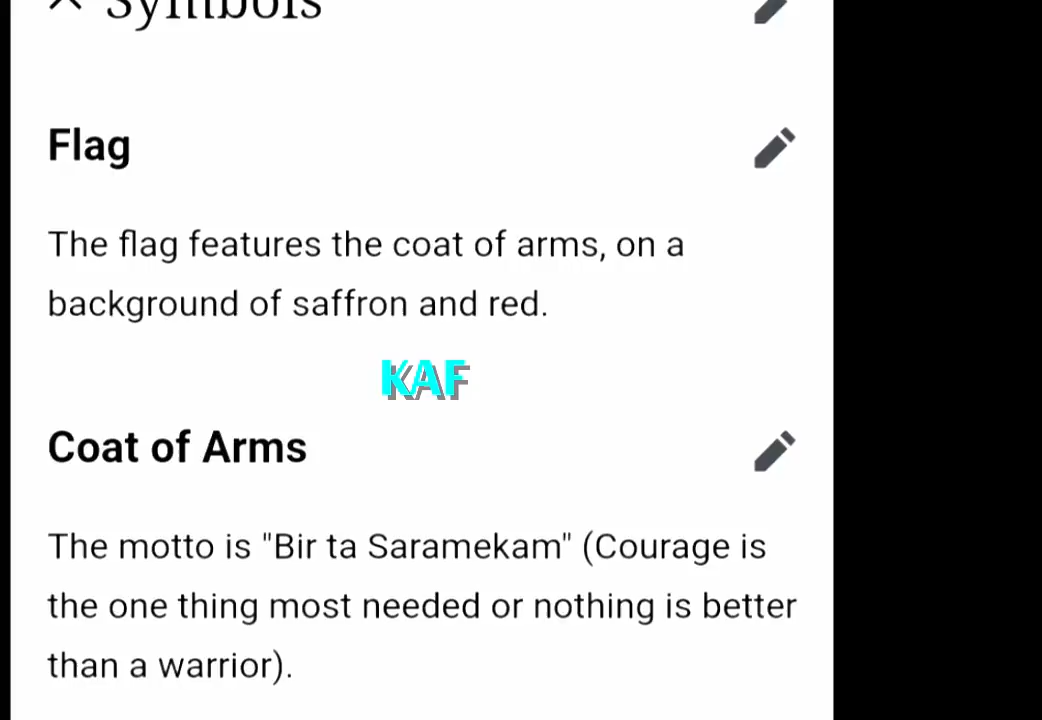 Symbols
Flag
The flag features the coat of arms, on a
background of saffron and red.
KAF
Coat of Arms
The motto is "Bir ta Saramekam" (Courage is
the one thing most needed or nothing is better
than a warrior).